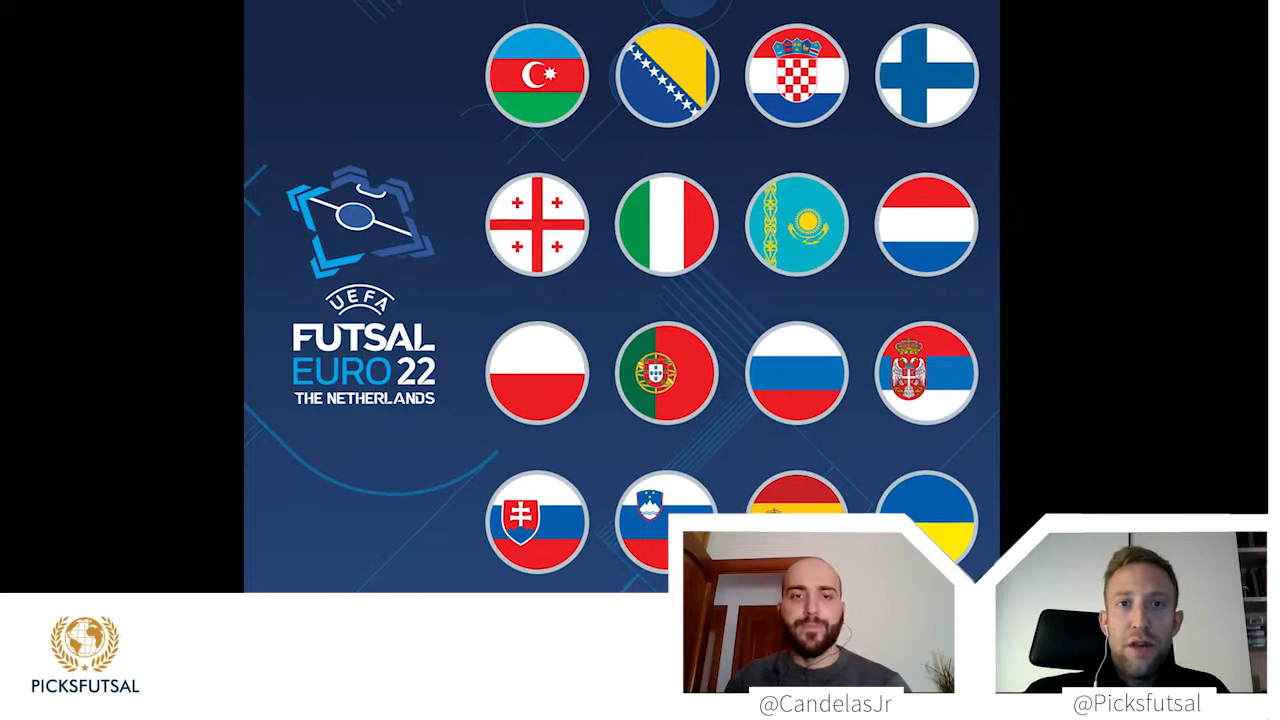 UEFA
FUTSAL
EURO 22
THE NETHERLANDS
PICKSFUTSAL
@CandelasJr
@Picksfutsal